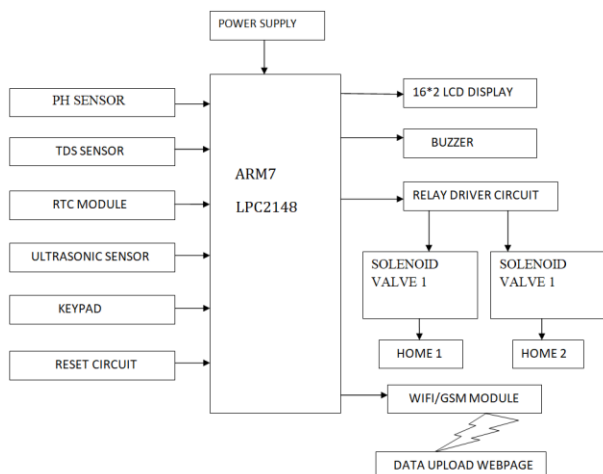 POWER SUPPLY
PH SENSOR
TDS SENSOR
RTC MODULE
ULTRASONIC SENSOR
KEYPAD
RESET CIRCUIT
ARM7
LPC2148
16*2 LCD DISPLAY
BUZZER
RELAY DRIVER CIRCUIT
SOLENOID
VALVE 1
SOLENOID
VALVE 1
HOME 1
HOME 2
WIFI/GSM MODULE
DATA UPLOAD WEBPAGE